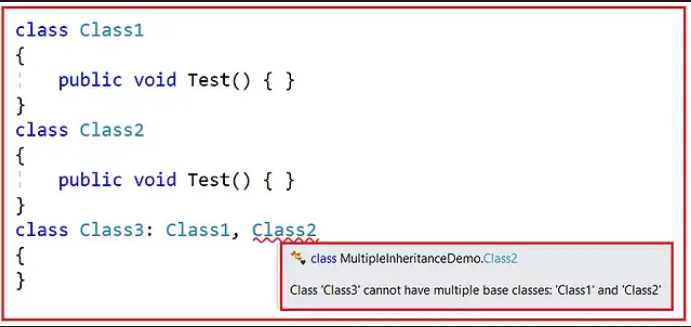 class Class1
{
public void Test() { }
}
class Class2
{
public void Test() { }
}
class Class3: Class1, Class2
{
}
class MultipleInheritanceDemo.Class2
Class 'Class3' cannot have multiple base classes: 'Class1' and 'Class2'